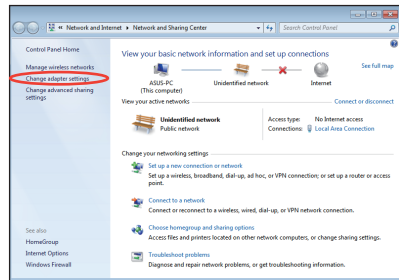 « Network and Internet ▸ Network and Sharing Center
Search Control Panel
Control Panel Home
Manage wireless networks
Change adapter settings
Change advanced sharing
settings
See also
HomeGroup
Internet Options
Windows Firewall
View your basic network information and set up connections
See full map
ASUS-PC
(This computer)
Unidentified network
Internet
View your active networks
Connect or disconnect
Unidentified network
Public network
Access type: No Internet access
Connections: Local Area Connection
Change your networking settings
Set up a new connection or network
Set up a wireless, broadband, dial-up, ad hoc, or VPN connection; or set up a router or access
point.
Connect to a network
Connect or reconnect to a wireless, wired, dial-up, or VPN network connection.
Choose homegroup and sharing options
Access files and printers located on other network computers, or change sharing settings.
Troubleshoot problems
Diagnose and repair network problems, or get troubleshooting information.